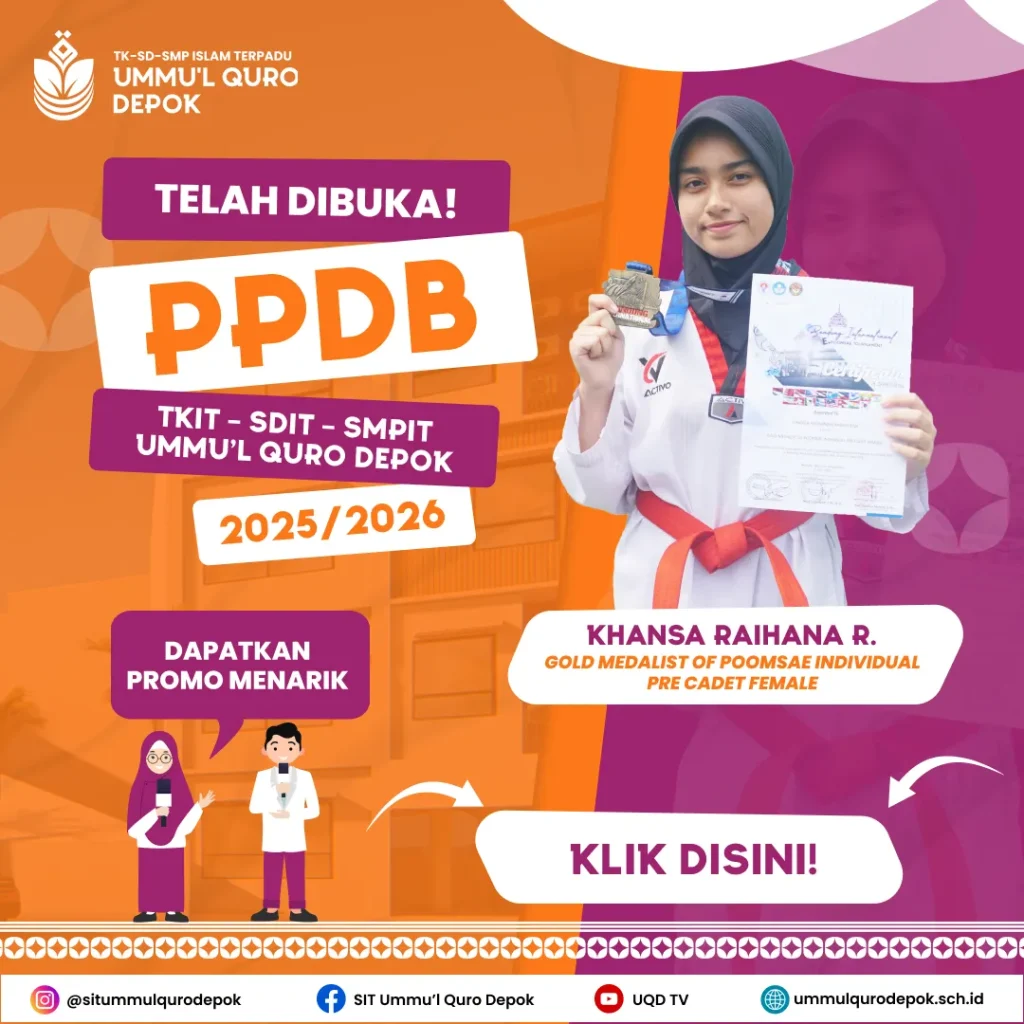 TK-SD-SMP ISLAM TERPADU
UMMU'L QURO
DEPOK
TELAH DIBUKA!
PPDB
TKIT – SDIT – SMPIT
UMMU'L QURO DEPOK
2025/2026
ACTIVO
KHANSA RAIHANA R.
GOLD MEDALIST OF POOMSAE INDIVIDUAL
PRE CADET FEMALE
DAPATKAN
PROMO MENARIK
KLIK DISINI!
@sitummulqurodepok
SIT Ummu'l Quro Depok
UQD TV
ummulqurodepok.sch.id